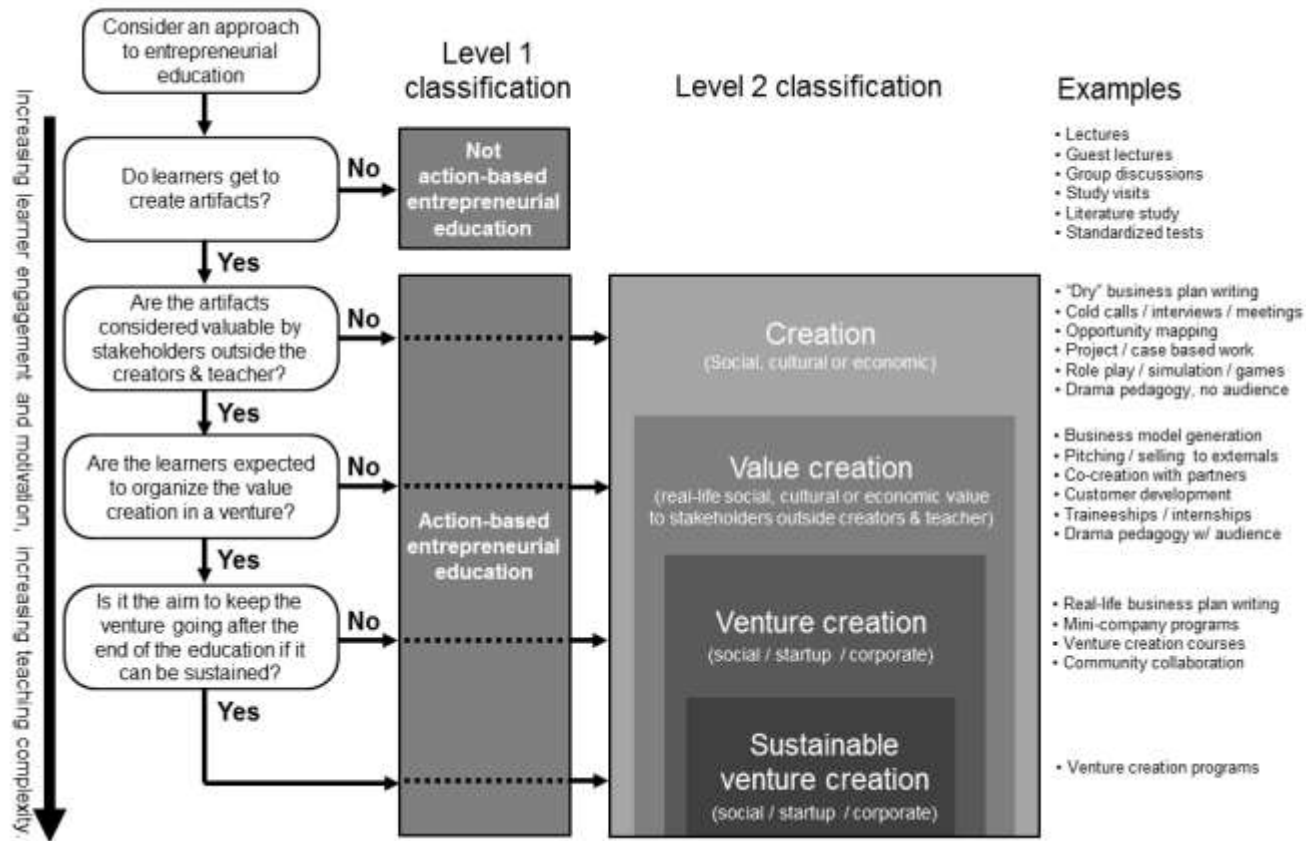 Consider an approach
to entrepreneurial
education
Level 1
classification
Level 2 classification
Examples
Increasing learner engagement and motivation, increasing teaching complexity.
Do learners get to
create artifacts?
No
Not
action-based
entrepreneurial
education
• Lectures
• Guest lectures
• Group discussions
• Study visits
• Literature study
• Standardized tests
Yes
Are the artifacts
considered valuable by
stakeholders outside the
creators & teacher?
No
Creation
(Social, cultural or economic)
• "Dry" business plan writing
• Cold calls / interviews / meetings
• Opportunity mapping
• Project / case based work
• Role play / simulation / games
• Drama pedagogy, no audience
Yes
Are the learners expected
to organize the value
creation in a venture?
No
Action-based
entrepreneurial
education
Value creation
(real-life social, cultural or economic value
to stakeholders outside creators & teacher)
• Business model generation
• Pitching / selling to externals
• Co-creation with partners
• Customer development
• Traineeships / internships
• Drama pedagogy w/ audience
Yes
Is it the aim to keep the
venture going after the
end of the education if it
can be sustained?
No
Venture creation
(social / startup / corporate)
• Real-life business plan writing
• Mini-company programs
• Venture creation courses
• Community collaboration
Yes
Sustainable
venture creation
(social / startup / corporate)
• Venture creation programs